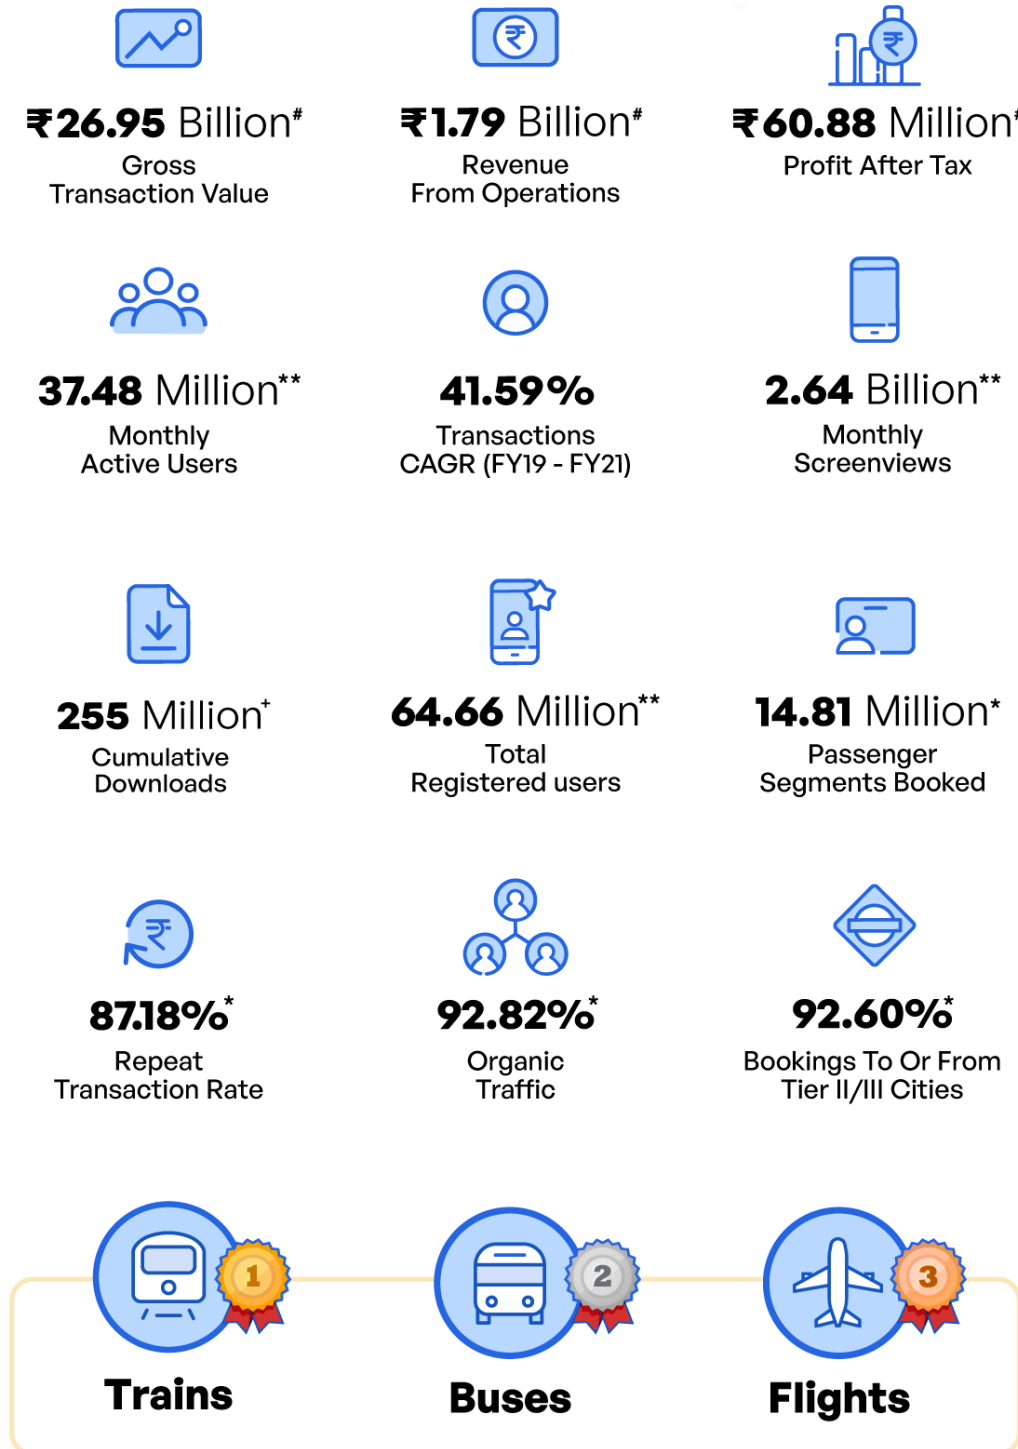 ₹26.95 Billion#
Gross
Transaction Value
₹1.79 Billion#
Revenue
From Operations
₹60.88 Million#
Profit After Tax
37.48 Million**
Monthly
Active Users
41.59%
Transactions
CAGR (FY19 - FY21)
2.64 Billion**
Monthly
Screenviews
255 Million+
Cumulative
Downloads
64.66 Million**
Total
Registered users
14.81 Million*
Passenger
Segments Booked
87.18%*
Repeat
Transaction Rate
92.82%*
Organic
Traffic
92.60%*
Bookings To Or From
Tier II/III Cities
1
2
3
Trains
Buses
Flights